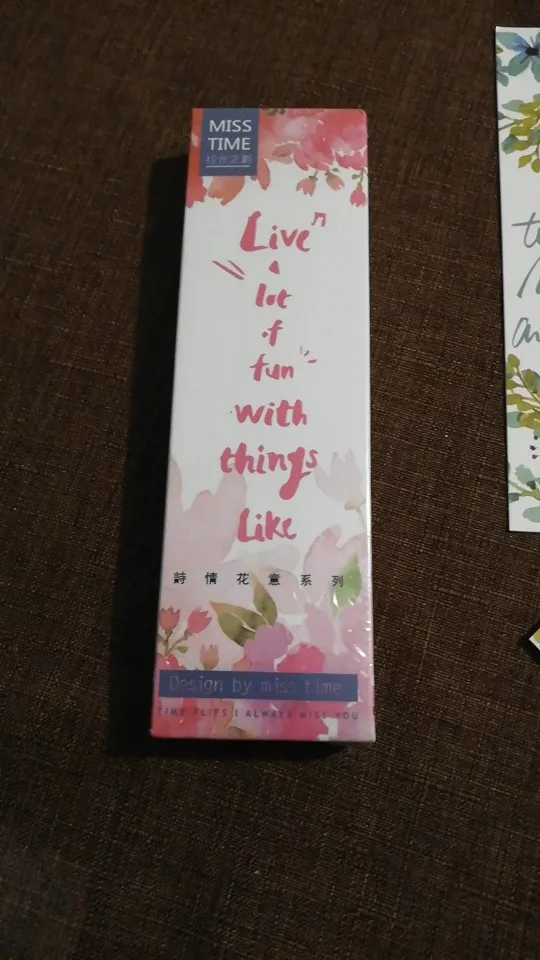 MISS
TIME
Live
a
lot
of
fun
with
things
like
詩情花意系列
Design by miss time
TIME FLIPS I ALWAYS MISS YOU